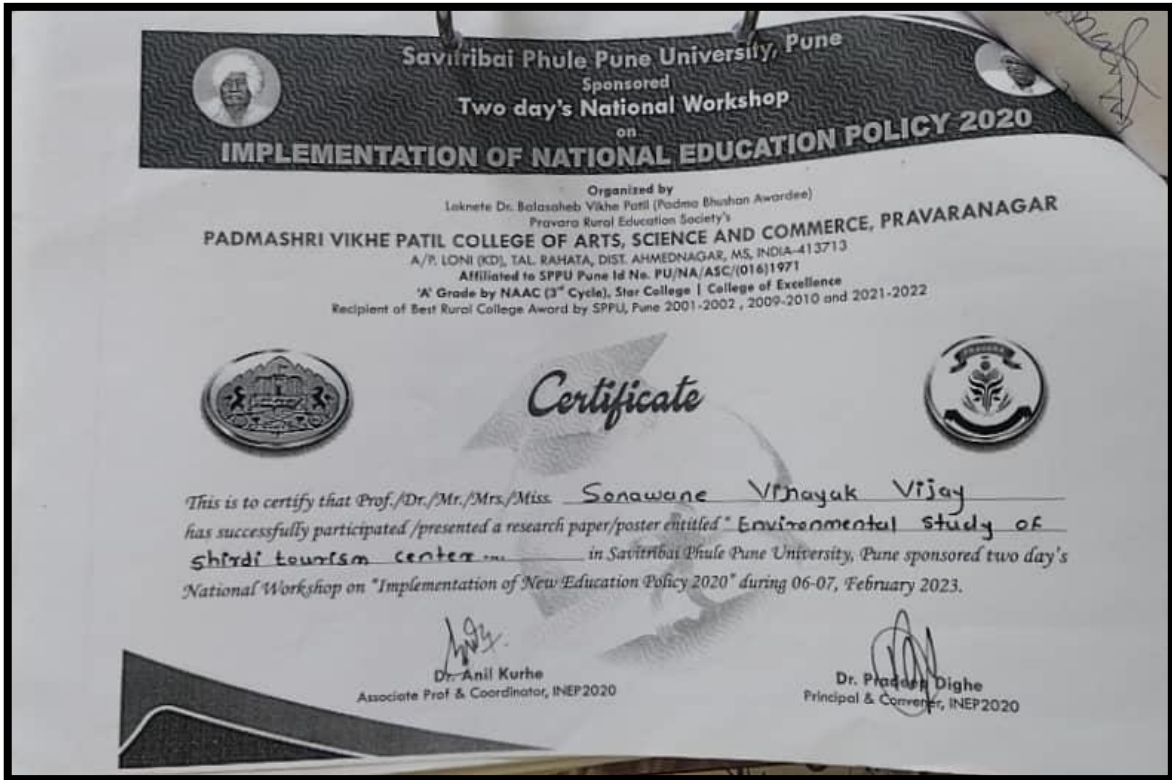 Savitribai Phule Pune University, Pune
Sponsored
Two day's National Workshop
on
IMPLEMENTATION OF NATIONAL EDUCATION POLICY 2020
Organized by
Loknete Dr. Balasaheb Vikhe Patil (Padma Bhushan Awardee)
Pravara Rural Education Society's
PADMASHRI VIKHE PATIL COLLEGE OF ARTS, SCIENCE AND COMMERCE, PRAVARANAGAR
A/P. LONI (KD), TAL. RAHATA, DIST. AHMEDNAGAR, MS, INDIA-413713
Affiliated to SPPU Pune Id No. PU/NA/ASC/(016)1971
'A' Grade by NAAC (3rd Cycle), Star College | College of Excellence
Recipient of Best Rural College Award by SPPU, Pune 2001-2002 , 2009-2010 and 2021-2022
Certificate
This is to certify that Prof./Dr./Mr./Mrs./Miss. Sonawane Vinayak Vijay
has successfully participated /presented a research paper/poster entitled " Environmental study of
shirdi tourism center... in Savitribai Phule Pune University, Pune sponsored two day's
National Workshop on "Implementation of New Education Policy 2020" during 06-07, February 2023.
Dr. Anil Kurhe
Associate Prof & Coordinator, INEP2020
Dr. Pradeep Dighe
Principal & Convener, INEP2020